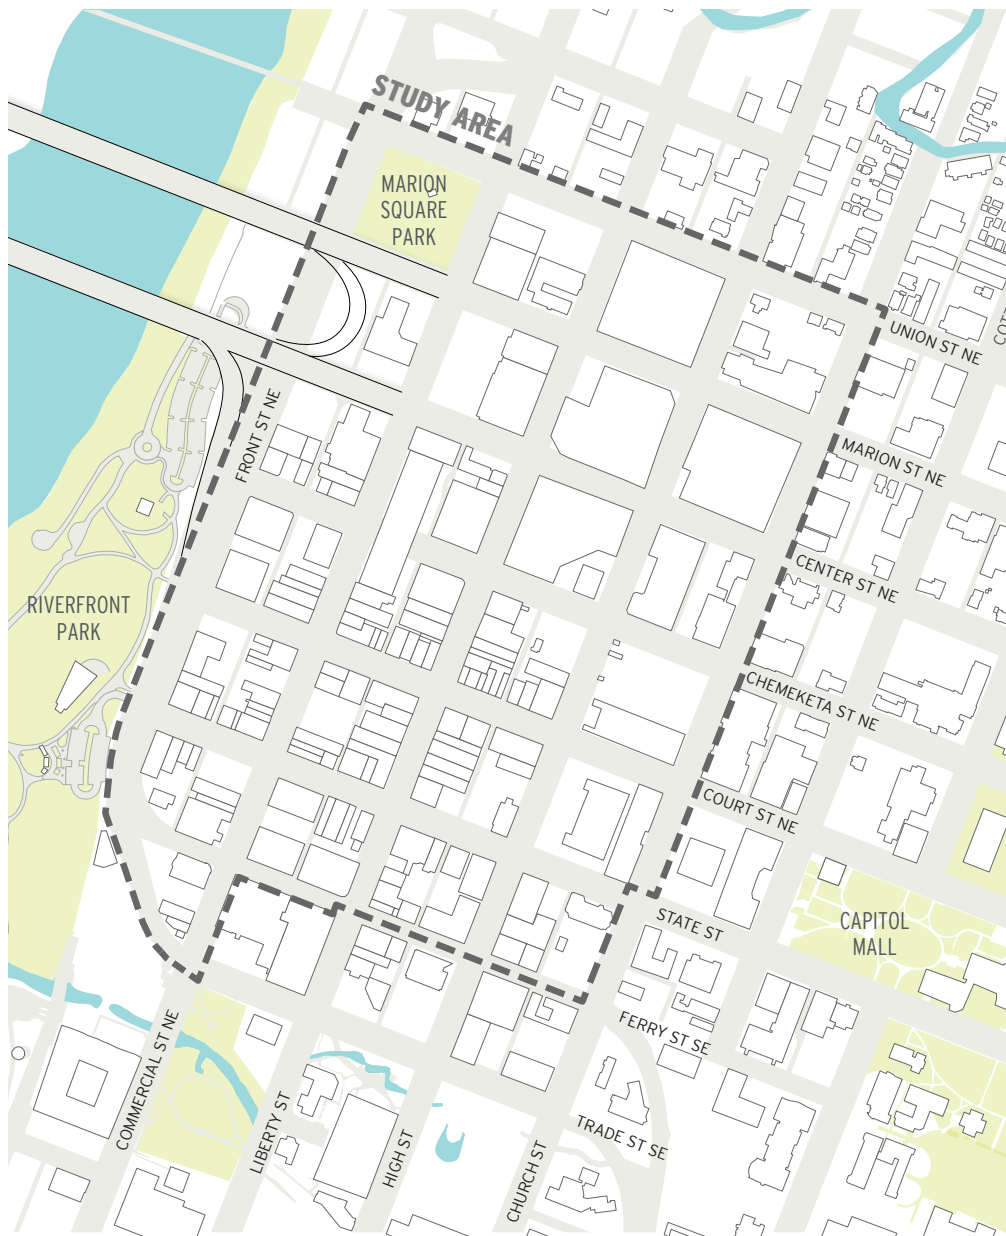 STUDY AREA
MARION
SQUARE
PARK
UNION ST NE
FRONT ST NE
MARION ST NE
CENTER ST NE
RIVERFRONT
PARK
CHEMEKETA ST NE
COURT ST NE
STATE ST
CAPITOL
MALL
FERRY ST SE
COMMERCIAL ST NE
LIBERTY ST
HIGH ST
CHURCH ST
TRADE ST SE